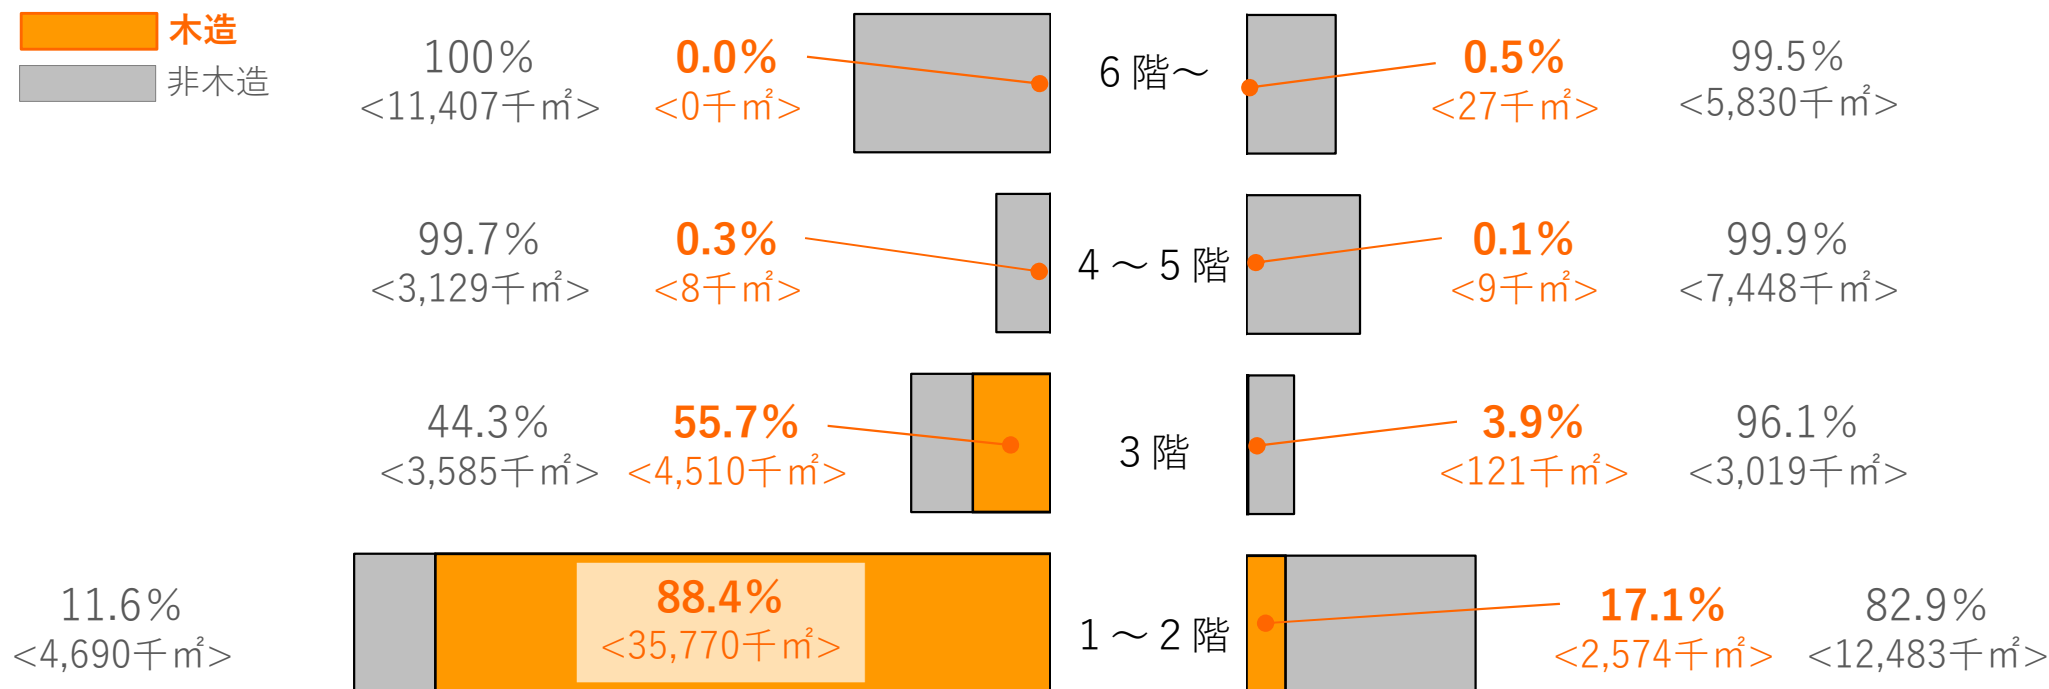 木造
非木造
100%
<11,407千㎡>
0.0%
<0千㎡>
6階～
0.5%
<27千㎡>
99.5%
<5,830千㎡>
99.7%
<3,129千㎡>
0.3%
<8千㎡>
4～5階
0.1%
<9千㎡>
99.9%
<7,448千㎡>
44.3%
<3,585千㎡>
55.7%
<4,510千㎡>
3階
3.9%
<121千㎡>
96.1%
<3,019千㎡>
11.6%
<4,690千㎡>
88.4%
<35,770千㎡>
1～2階
17.1%
<2,574千㎡>
82.9%
<12,483千㎡>